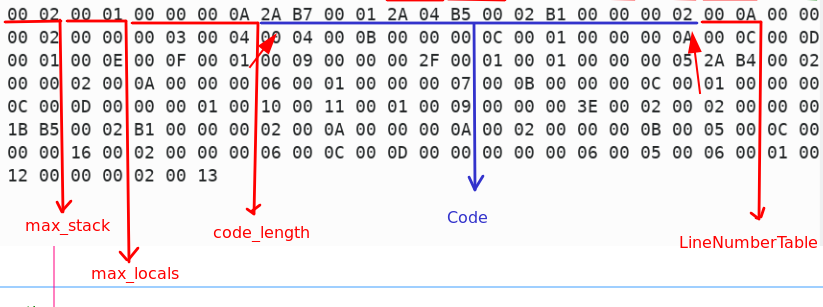 00 02 00 01 00 00 00 0A 2A B7 00 01 2A 04 B5 00 02 B1 00 00 00 02 00 0A 00 00
00 02 00 00 00 03 00 04 00 04 00 0B 00 00 00 0C 00 01 00 00 00 0A 00 0C 00 0D
00 01 00 0E 00 0F 00 01 00 09 00 00 00 2F 00 01 00 01 00 00 00 05 2A B4 00 02
00 00 02 00 0A 00 00 00 06 00 01 00 00 00 07 00 0B 00 00 00 0C 00 01 00 00
0C 00 0D 00 00 00 01 00 10 00 11 00 01 00 09 00 00 00 3E 00 02 00 02 00 00 00
1B B5 00 02 B1 00 00 00 02 00 0A 00 00 00 0A 00 02 00 00 00 0B 00 05 00 0C 00
00 00 16 00 02 00 00 00 06 00 0C 00 0D 00 00 00 00 00 06 00 05 00 06 00 01 00
12 00 00 00 02 00 13
Code
max_stack
code_length
LineNumberTable
max_locals